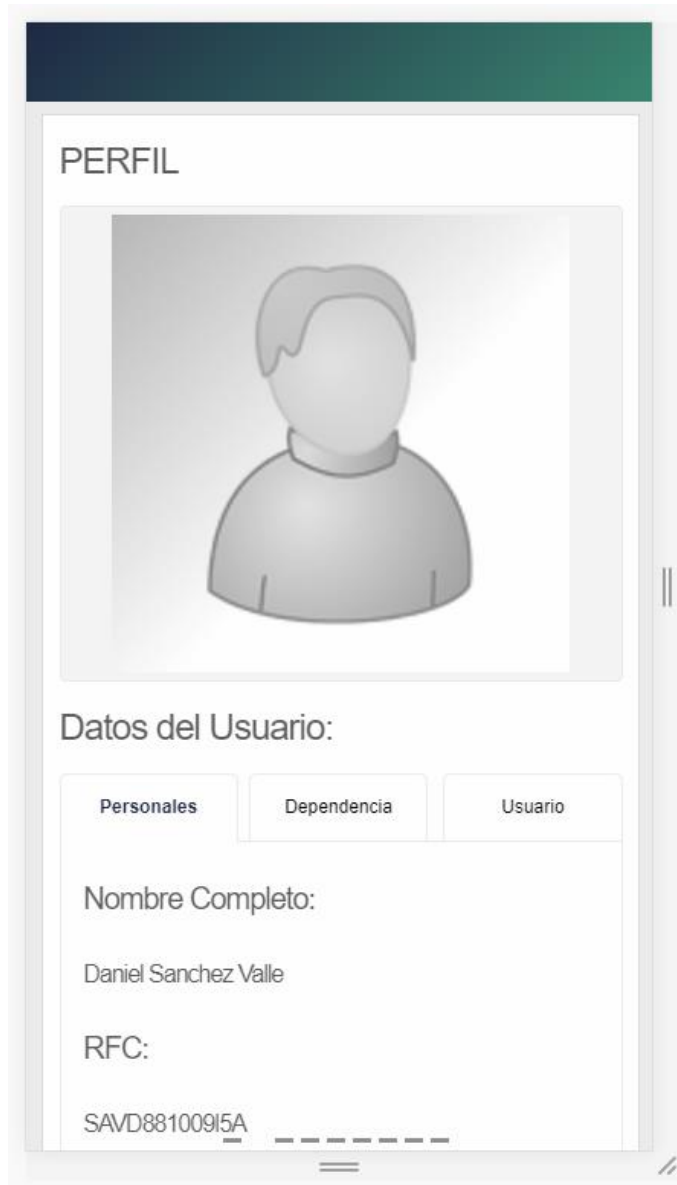 PERFIL
Datos del Usuario:
Personales Dependencia Usuario
Nombre Completo:
Daniel Sanchez Valle
RFC:
SAVD881009I5A